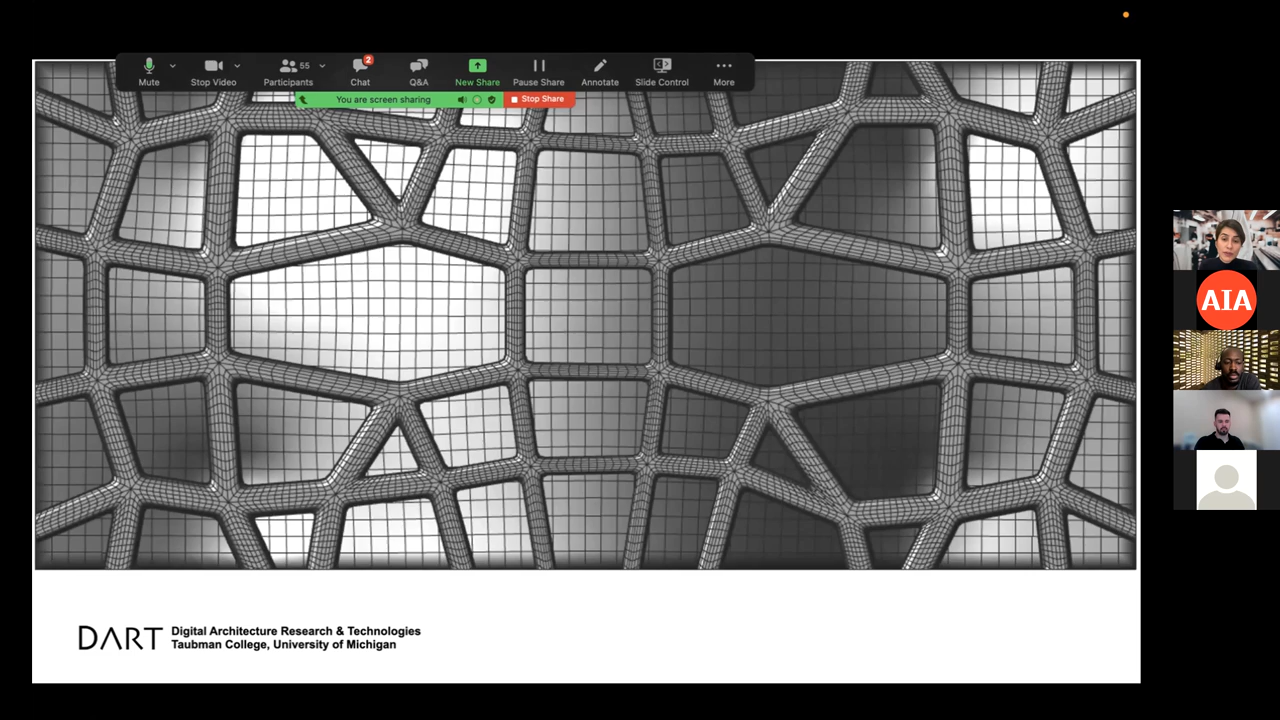 55
2
Mute
Stop Video
Participants
Chat
Q&A
New Share
Pause Share
Annotate
Slide Control
More
You are screen sharing
Stop Share
AIA
DART
Digital Architecture Research & Technologies
Taubman College, University of Michigan